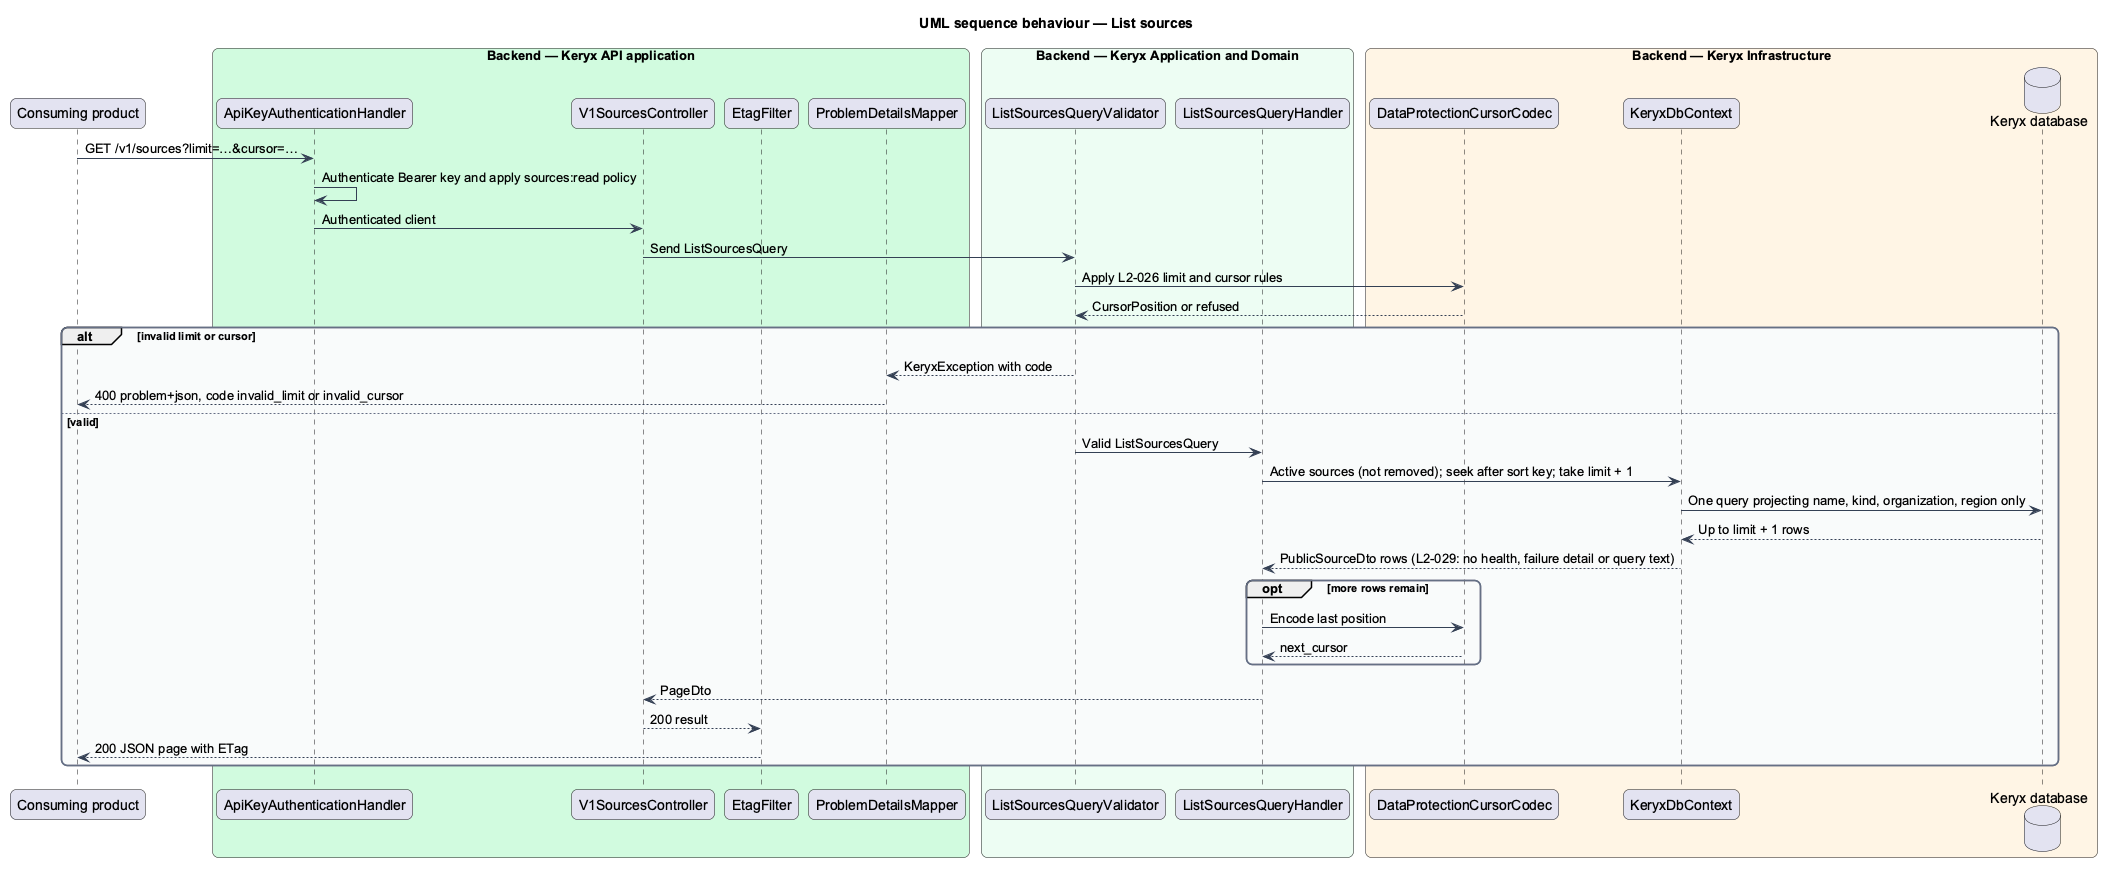 UML sequence behaviour — List sources
Backend — Keryx API application
Backend — Keryx Application and Domain
Backend — Keryx Infrastructure
Consuming product
ApiKeyAuthenticationHandler
V1SourcesController
EtagFilter
ProblemDetailsMapper
ListSourcesQueryValidator
ListSourcesQueryHandler
DataProtectionCursorCodec
KeryxDbContext
Keryx database
GET /v1/sources?limit=…&cursor=…
Authenticate Bearer key and apply sources:read policy
Authenticated client
Send ListSourcesQuery
Apply L2-026 limit and cursor rules
CursorPosition or refused
alt
[invalid limit or cursor]
KeryxException with code
400 problem+json, code invalid_limit or invalid_cursor
[valid]
Valid ListSourcesQuery
Active sources (not removed); seek after sort key; take limit + 1
One query projecting name, kind, organization, region only
Up to limit + 1 rows
PublicSourceDto rows (L2-029: no health, failure detail or query text)
opt
[more rows remain]
Encode last position
next_cursor
PageDto
200 result
200 JSON page with ETag
Consuming product
ApiKeyAuthenticationHandler
V1SourcesController
EtagFilter
ProblemDetailsMapper
ListSourcesQueryValidator
ListSourcesQueryHandler
DataProtectionCursorCodec
KeryxDbContext
Keryx database